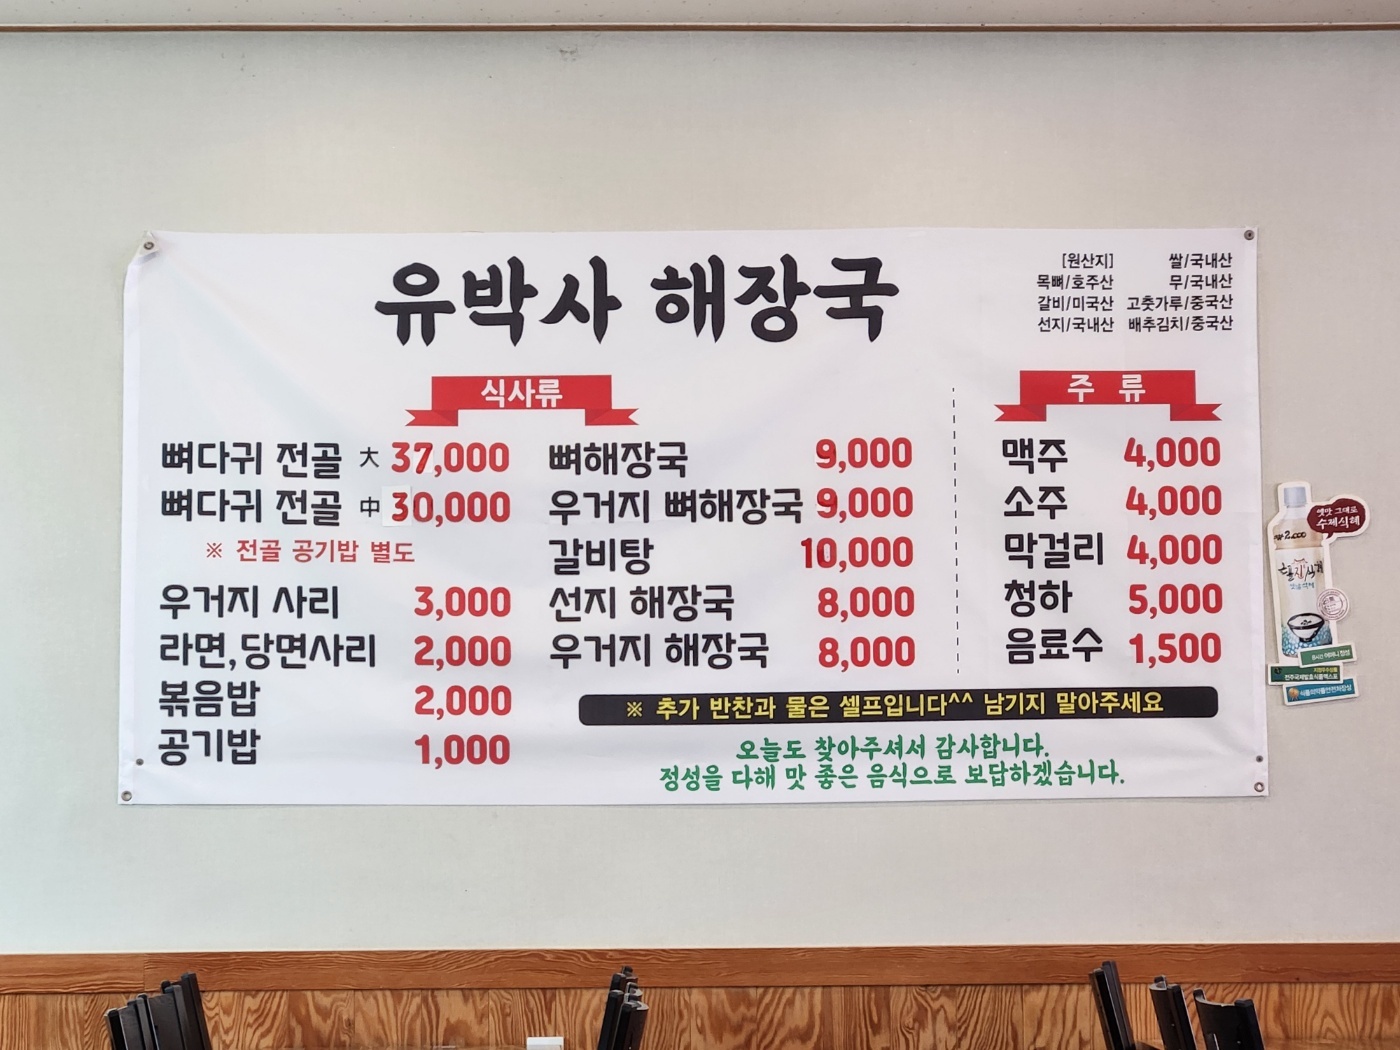 유박사 해장국
[원산지] 쌀/국내산
목뼈/호주산 무/국내산
갈비/미국산 고춧가루/중국산
선지/국내산 배추김치/중국산
식사류
뼈다귀 전골 大 37,000
뼈다귀 전골 中 30,000
※ 전골 공기밥 별도
우거지 사리 3,000
라면,당면사리 2,000
볶음밥 2,000
공기밥 1,000
뼈해장국 9,000
우거지 뼈해장국 9,000
갈비탕 10,000
선지 해장국 8,000
우거지 해장국 8,000
주 류
맥주 4,000
소주 4,000
막걸리 4,000
청하 5,000
음료수 1,500
※ 추가 반찬과 물은 셀프입니다^^ 남기지 말아주세요
오늘도 찾아주셔서 감사합니다.
정성을 다해 맛 좋은 음식으로 보답하겠습니다.
옛맛 그대로
수제식혜
2,000